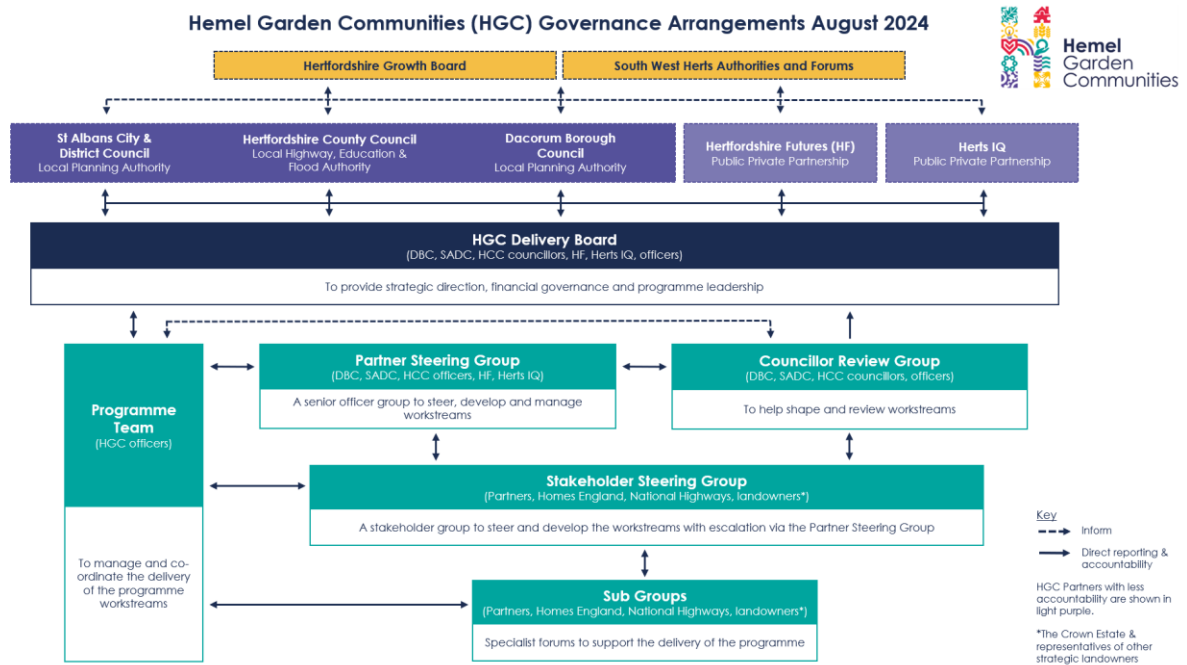 Hemel Garden Communities (HGC) Governance Arrangements August 2024
Hemel
Garden
Communities
Hertfordshire Growth Board
South West Herts Authorities and Forums
St Albans City &
District Council
Local Planning Authority
Hertfordshire County Council
Local Highway, Education &
Flood Authority
Dacorum Borough
Council
Local Planning Authority
Hertfordshire Futures (HF)
Public Private Partnership
Herts IQ
Public Private Partnership
HGC Delivery Board
(DBC, SADC, HCC councillors, HF, Herts IQ, officers)
To provide strategic direction, financial governance and programme leadership
Programme
Team
(HGC officers)
To manage and co-
ordinate the delivery
of the programme
workstreams
Partner Steering Group
(DBC, SADC, HCC officers, HF, Herts IQ)
A senior officer group to steer, develop and manage
workstreams
Councillor Review Group
(DBC, SADC, HCC councillors, officers)
To help shape and review workstreams
Stakeholder Steering Group
(Partners, Homes England, National Highways, landowners*)
A stakeholder group to steer and develop the workstreams with escalation via the Partner Steering Group
Sub Groups
(Partners, Homes England, National Highways, landowners*)
Specialist forums to support the delivery of the programme
Key
Inform
Direct reporting &
accountability
HGC Partners with less
accountability are shown in
light purple.
*The Crown Estate &
representatives of other
strategic landowners